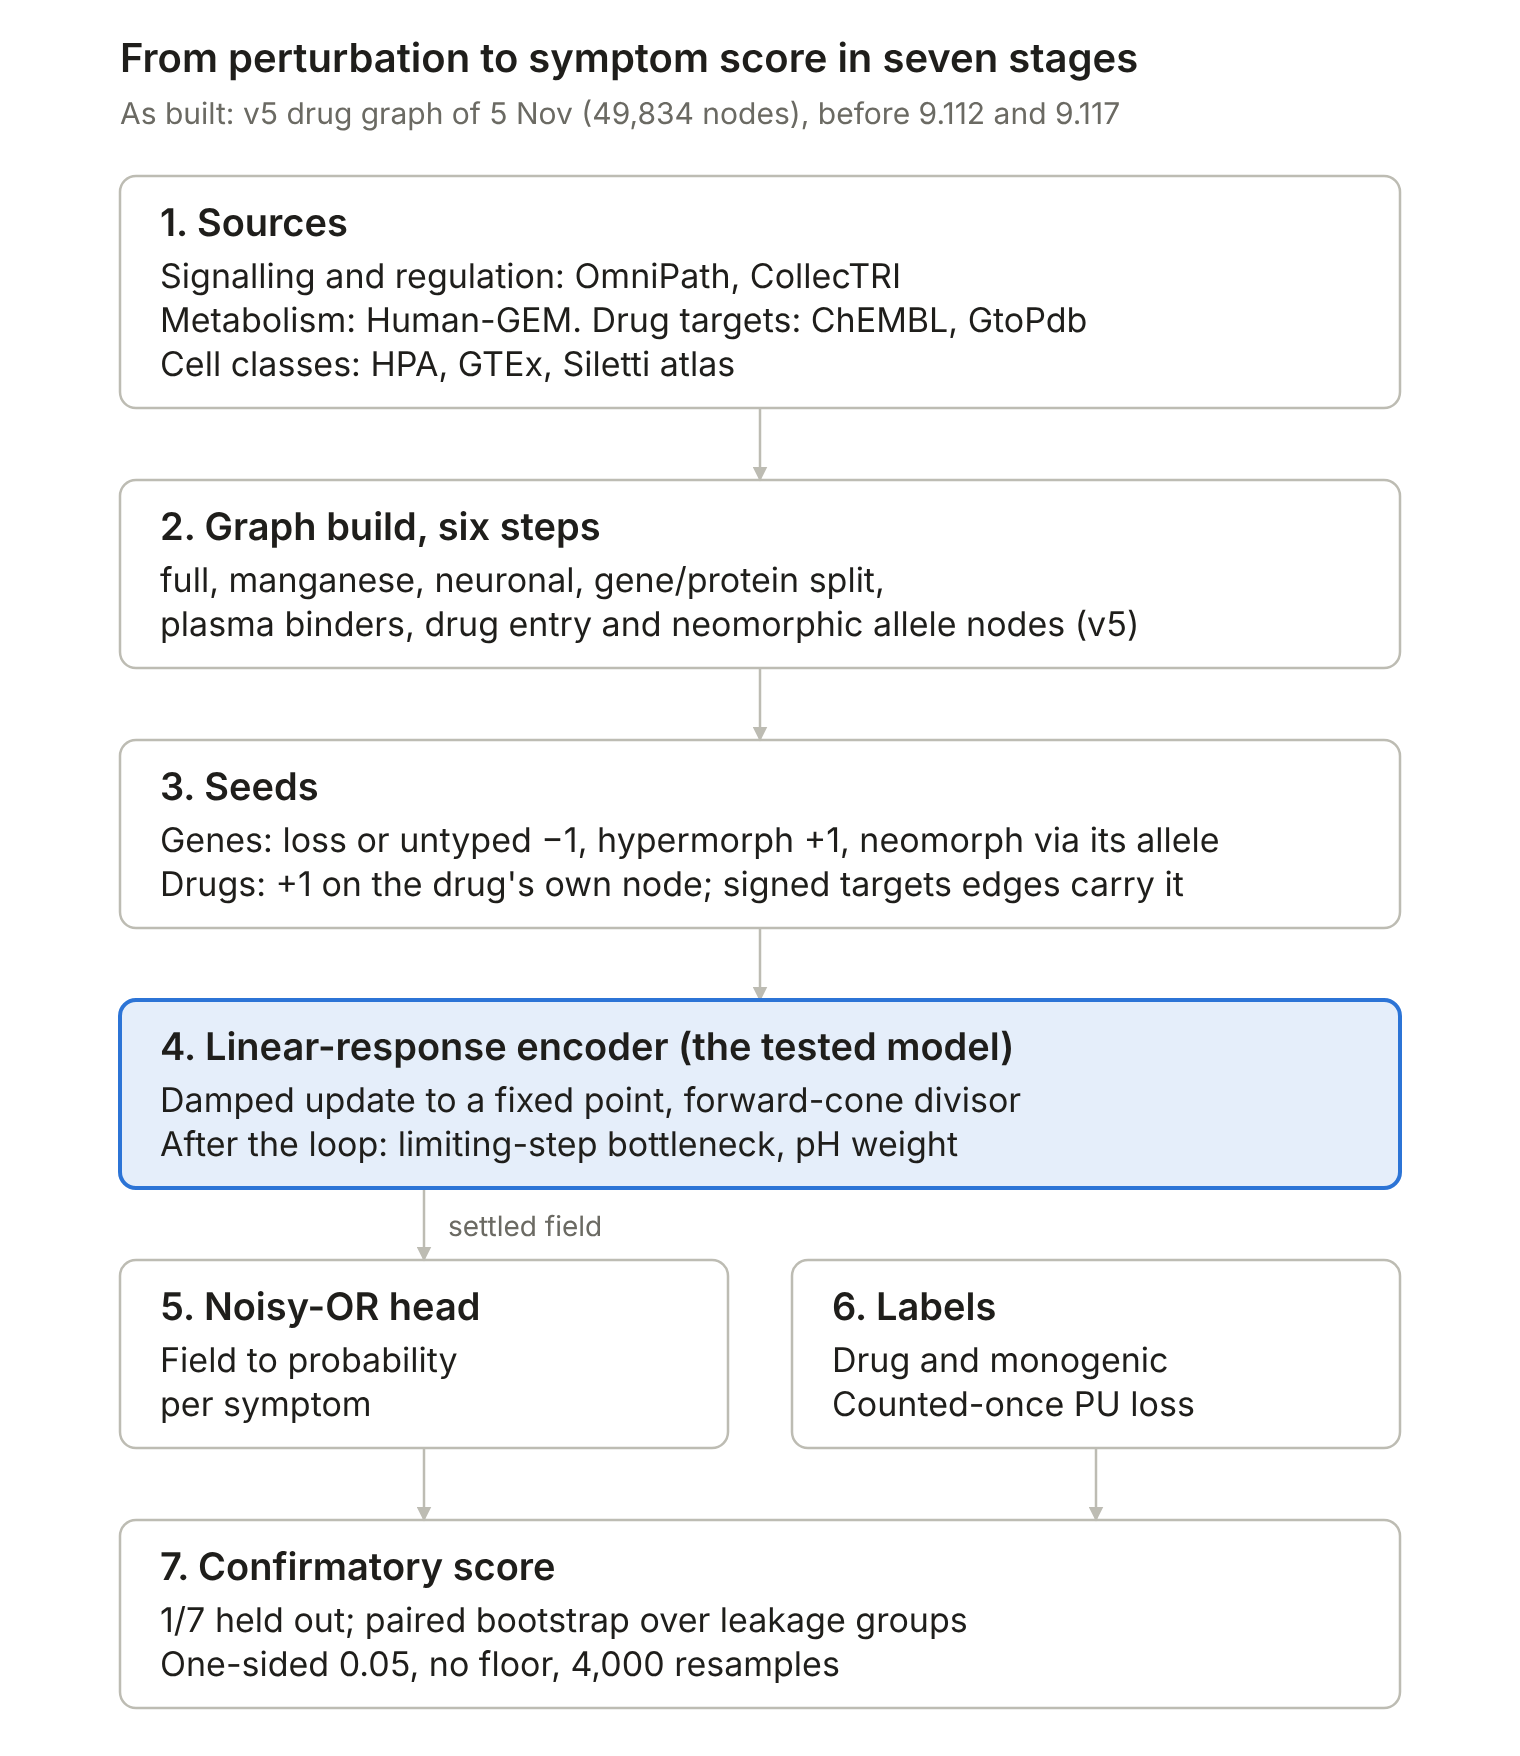 From perturbation to symptom score in seven stages
As built: v5 drug graph of 5 Nov (49,834 nodes), before 9.112 and 9.117
1. Sources
Signalling and regulation: OmniPath, CollecTRI
Metabolism: Human-GEM. Drug targets: ChEMBL, GtoPdb
Cell classes: HPA, GTEx, Siletti atlas
2. Graph build, six steps
full, manganese, neuronal, gene/protein split,
plasma binders, drug entry and neomorphic allele nodes (v5)
3. Seeds
Genes: loss or untyped −1, hypermorph +1, neomorph via its allele
Drugs: +1 on the drug's own node; signed targets edges carry it
4. Linear-response encoder (the tested model)
Damped update to a fixed point, forward-cone divisor
After the loop: limiting-step bottleneck, pH weight
settled field
5. Noisy-OR head
Field to probability
per symptom
6. Labels
Drug and monogenic
Counted-once PU loss
7. Confirmatory score
1/7 held out; paired bootstrap over leakage groups
One-sided 0.05, no floor, 4,000 resamples